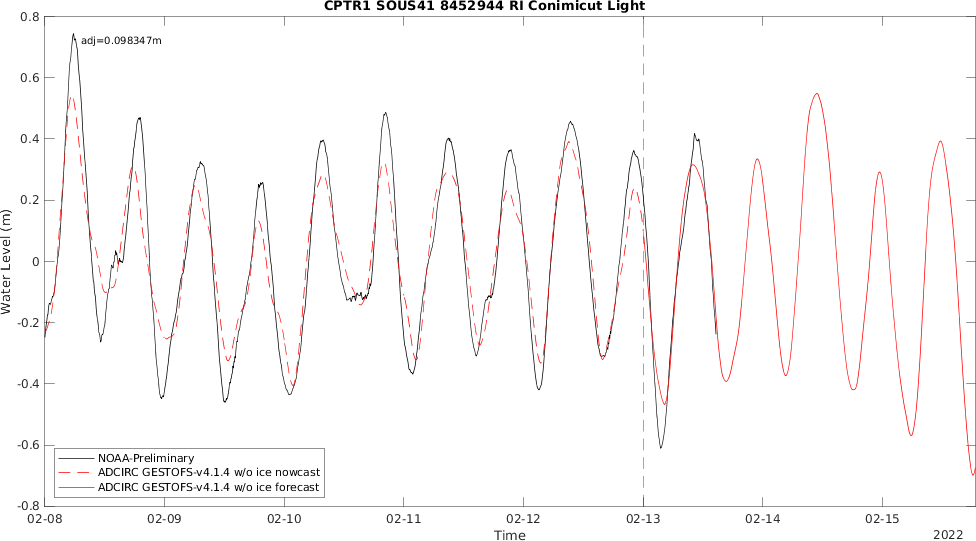 CPTR1 SOUS41 8452944 RI Conimicut Light
adj=0.098347m
0.8
0.6
0.4
0.2
0
-0.2
-0.4
-0.6
-0.8
Water Level (m)
NOAA-Preliminary
ADCIRC GESTOFS-v4.1.4 w/o ice nowcast
ADCIRC GESTOFS-v4.1.4 w/o ice forecast
02-08 02-09 02-10 02-11 02-12 02-13 02-14 02-15
Time
2022